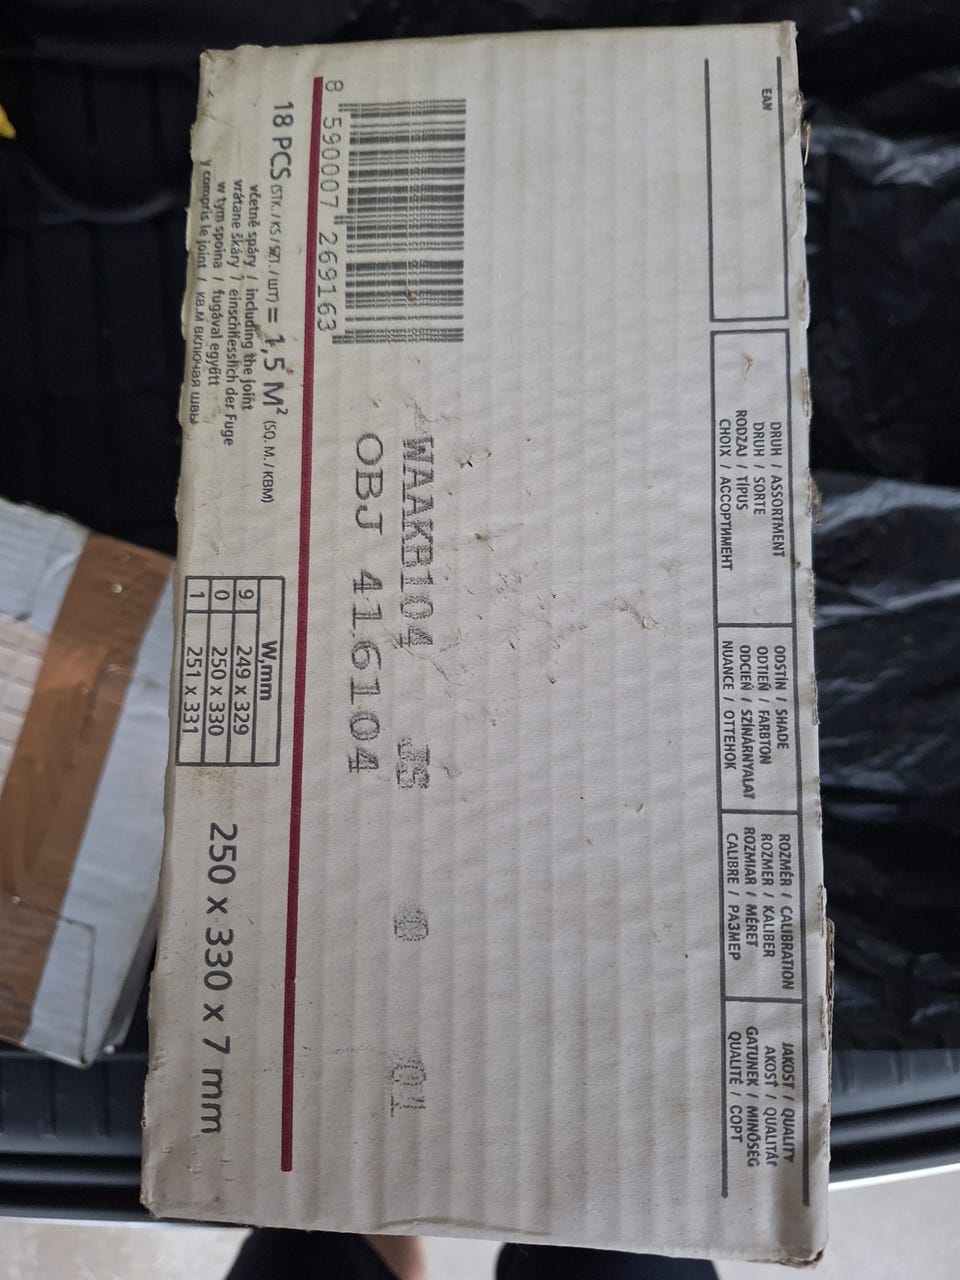 EAN
DRUH / ASSORTMENT
DRUH / SORTE
RODZAJ / TÍPUS
CHOIX / АССОРТИМЕНТ
ODSTÍN / SHADE
ODTIEŇ / FARBTON
ODCIEŃ / SZÍNÁRNYALAT
NUANCE / ОТТЕНОК
ROZMĚR / CALIBRATION
ROZMER / KALIBER
ROZMIAR / MÉRET
CALIBRE / РАЗМЕР
JAKOST / QUALITY
AKOSŤ / QUALITÄT
GATUNEK / MINŐSÉG
QUALITÉ / СОРТ
WAAKB104 JS 0
OBJ 416104
8 590007 269163
18 PCS (STK. / KS / SZT. / ШТ) = 1,5 M² (SQ. M. / КВМ)
včetně spáry / including the joint
vrátane škáry / einschliesslich der Fuge
w tym spoina / fugával együtt
y compris le joint / кв.м включая швы
W,mm
9 249 x 329
0 250 x 330
1 251 x 331
250 x 330 x 7 mm